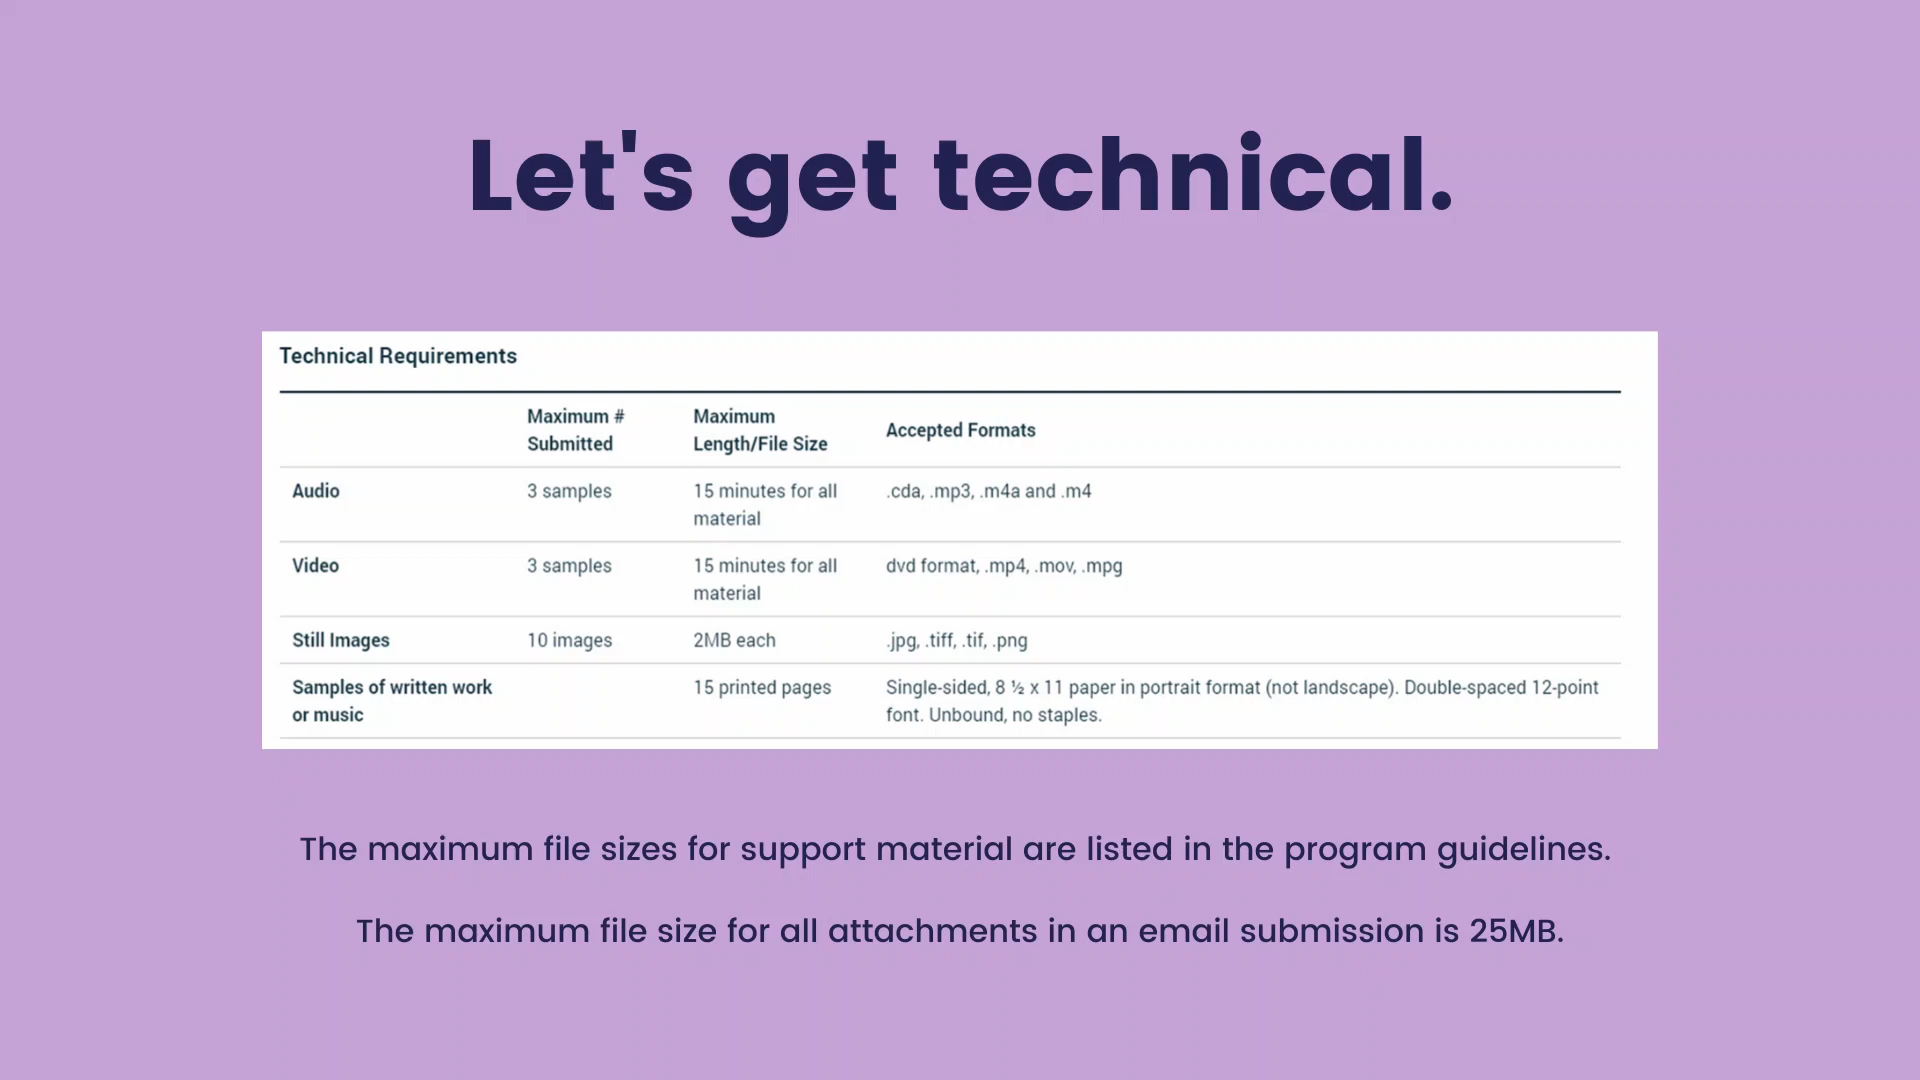 Let's get technical.
Technical Requirements
Maximum #
Submitted
Maximum
Length/File Size
Accepted Formats
Audio
3 samples
15 minutes for all
material
.cda, .mp3, .m4a and .m4
Video
3 samples
15 minutes for all
material
dvd format, .mp4, .mov, .mpg
Still Images
10 images
2MB each
.jpg, .tiff, .tif, .png
Samples of written work
or music
15 printed pages
Single-sided, 8 ½ x 11 paper in portrait format (not landscape). Double-spaced 12-point
font. Unbound, no staples.
The maximum file sizes for support material are listed in the program guidelines.
The maximum file size for all attachments in an email submission is 25MB.